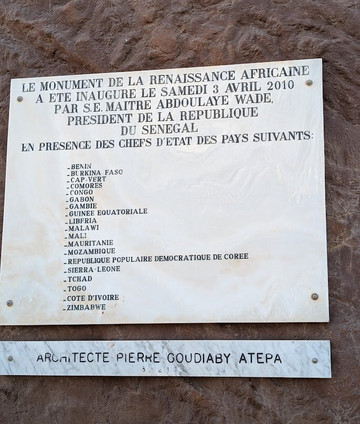 LE MONUMENT DE LA RENAISSANCE AFRICAINE
A ETE INAUGURE LE SAMEDI 3 AVRIL 2010
PAR S.E. MAITRE ABDOULAYE WADE,
PRESIDENT DE LA REPUBLIQUE
DU SENEGAL
EN PRESENCE DES CHEFS D'ETAT DES PAYS SUIVANTS:
-BENIN
-BURKINA FASO
-CAP-VERT
-COMORES
-CONGO
-GABON
-GAMBIE
-GUINEE EQUATORIALE
-LIBERIA
-MALAWI
-MALI
-MAURITANIE
-MOZAMBIQUE
-REPUBLIQUE POPULAIRE DEMOCRATIQUE DE COREE
-SIERRA-LEONE
-TCHAD
-TOGO
-COTE D'IVOIRE
-ZIMBABWE
ARCHITECTE PIERRE GOUDIABY ATEPA